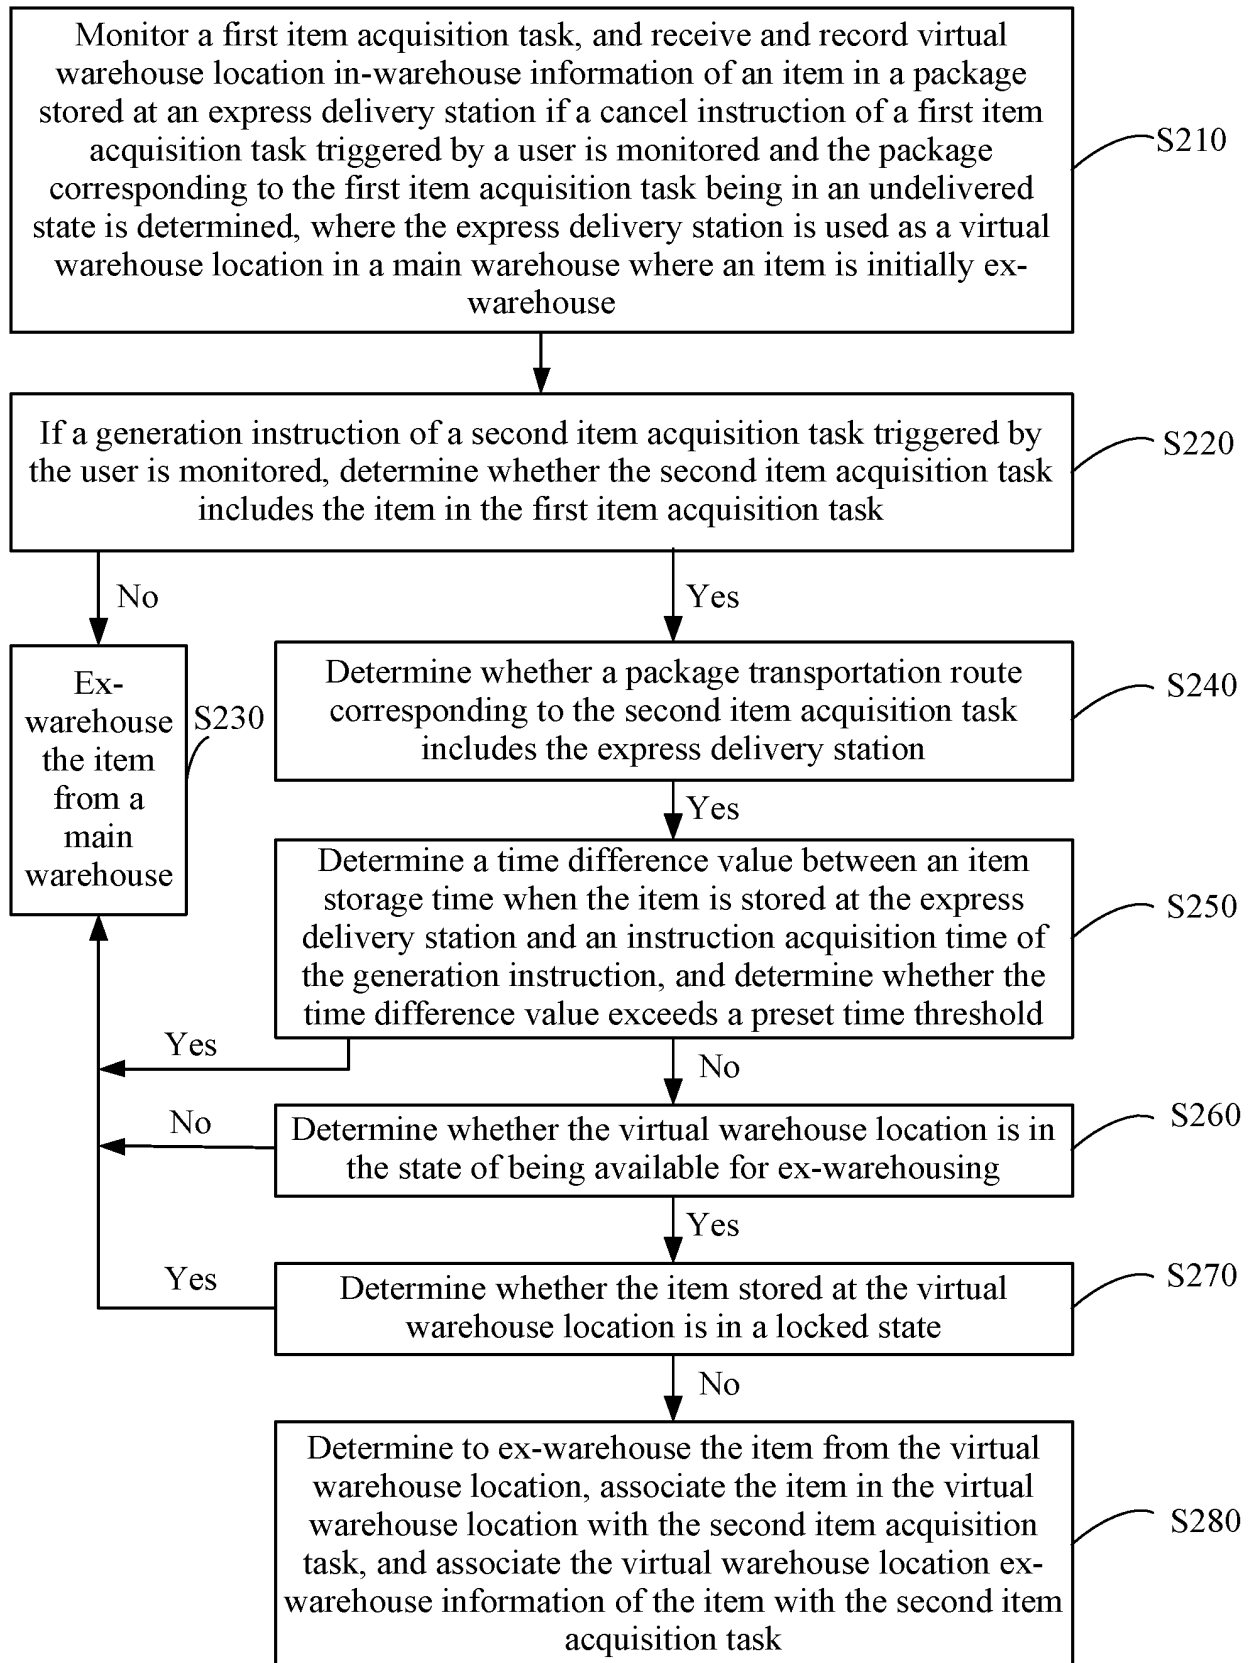 Monitor a first item acquisition task, and receive and record virtual
warehouse location in-warehouse information of an item in a package
stored at an express delivery station if a cancel instruction of a first item
acquisition task triggered by a user is monitored and the package
corresponding to the first item acquisition task being in an undelivered
state is determined, where the express delivery station is used as a virtual
warehouse location in a main warehouse where an item is initially ex-
warehouse
S210
If a generation instruction of a second item acquisition task triggered by
the user is monitored, determine whether the second item acquisition task
includes the item in the first item acquisition task
S220
No
Yes
Ex-
warehouse
the item
from a
main
warehouse
S230
Determine whether a package transportation route
corresponding to the second item acquisition task
includes the express delivery station
S240
Yes
Determine a time difference value between an item
storage time when the item is stored at the express
delivery station and an instruction acquisition time of
the generation instruction, and determine whether the
time difference value exceeds a preset time threshold
S250
Yes
No
Determine whether the virtual warehouse location is in
the state of being available for ex-warehousing
S260
No
Yes
Determine whether the item stored at the virtual
warehouse location is in a locked state
S270
Yes
No
Determine to ex-warehouse the item from the virtual
warehouse location, associate the item in the virtual
warehouse location with the second item acquisition
task, and associate the virtual warehouse location ex-
warehouse information of the item with the second item
acquisition task
S280